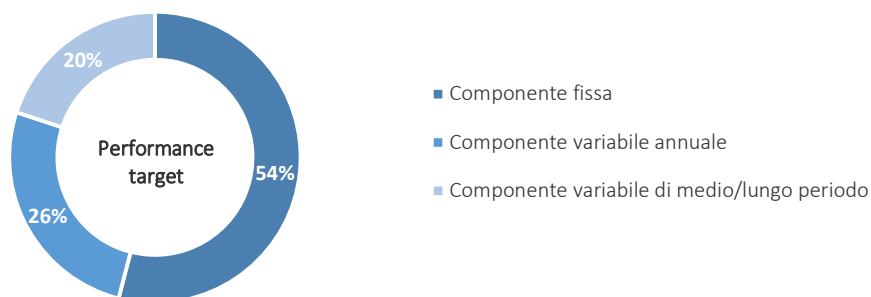 20%
Performance
target
54%
26%
Componente fissa
Componente variabile annuale
Componente variabile di medio/lungo periodo